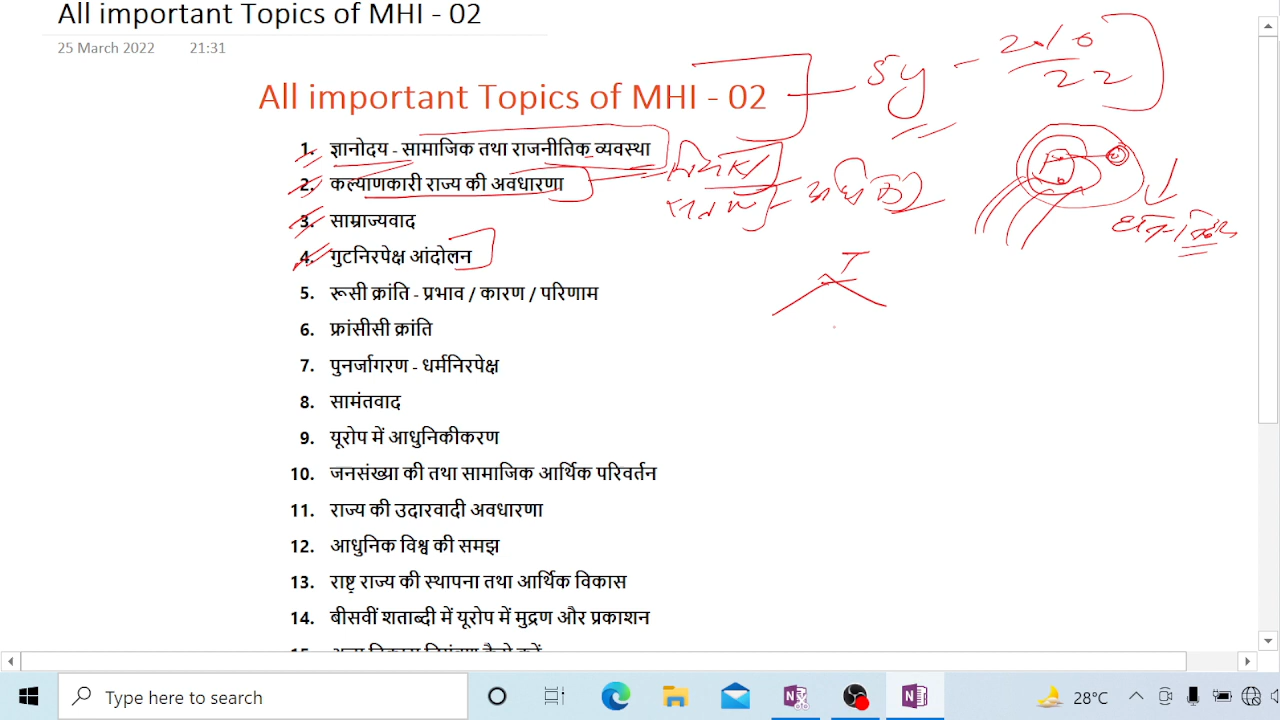 All important Topics of MHI - 02
25 March 2022 21:31
All important Topics of MHI - 02
5y - 2016
22
1. ज्ञानोदय - सामाजिक तथा राजनीतिक व्यवस्था
2. कल्याणकारी राज्य की अवधारणा
3. साम्राज्यवाद
4. गुटनिरपेक्ष आंदोलन
5. रूसी क्रांति - प्रभाव / कारण / परिणाम
6. फ्रांसीसी क्रांति
7. पुनर्जागरण - धर्मनिरपेक्ष
8. सामंतवाद
9. यूरोप में आधुनिकीकरण
10. जनसंख्या की तथा सामाजिक आर्थिक परिवर्तन
11. राज्य की उदारवादी अवधारणा
12. आधुनिक विश्व की समझ
13. राष्ट्र राज्य की स्थापना तथा आर्थिक विकास
14. बीसवीं शताब्दी में यूरोप में मुद्रण और प्रकाशन
Type here to search
28°C